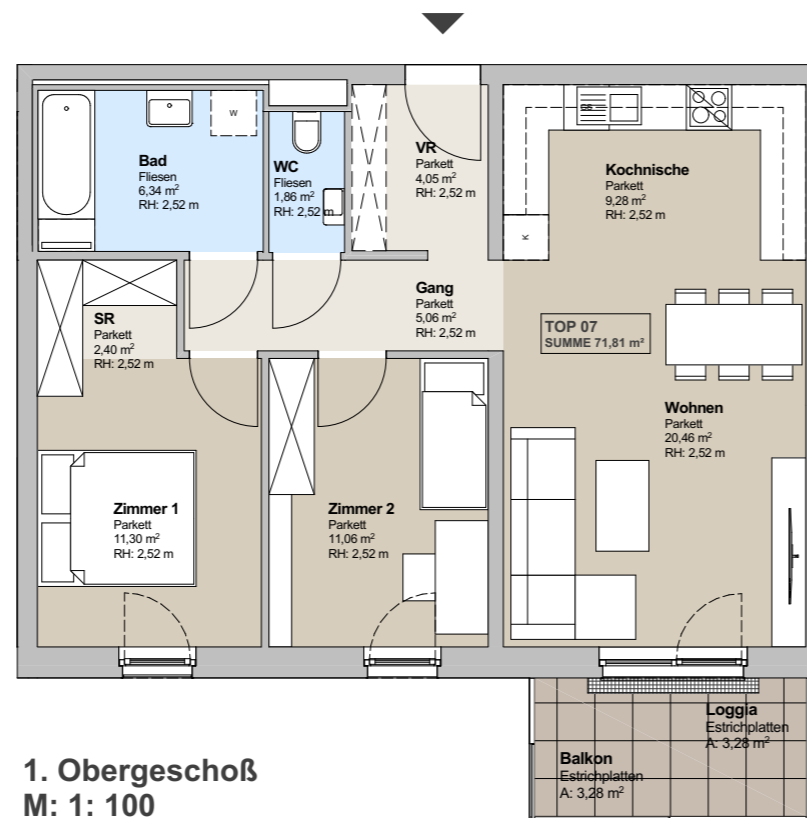 Bad
Fliesen
6,34 m²
RH: 2,52 m
W
WC
Fliesen
1,86 m²
RH: 2,52 m
VR
Parkett
4,05 m²
RH: 2,52 m
Kochnische
Parkett
9,28 m²
RH: 2,52 m
GS
K
Gang
Parkett
5,06 m²
RH: 2,52 m
SR
Parkett
2,40 m²
RH: 2,52 m
TOP 07
SUMME 71,81 m²
Wohnen
Parkett
20,46 m²
RH: 2,52 m
Zimmer 1
Parkett
11,30 m²
RH: 2,52 m
Zimmer 2
Parkett
11,06 m²
RH: 2,52 m
Loggia
Estrichplatten
A: 3,28 m²
Balkon
Estrichplatten
A: 3,28 m²
1. Obergeschoß
M: 1: 100